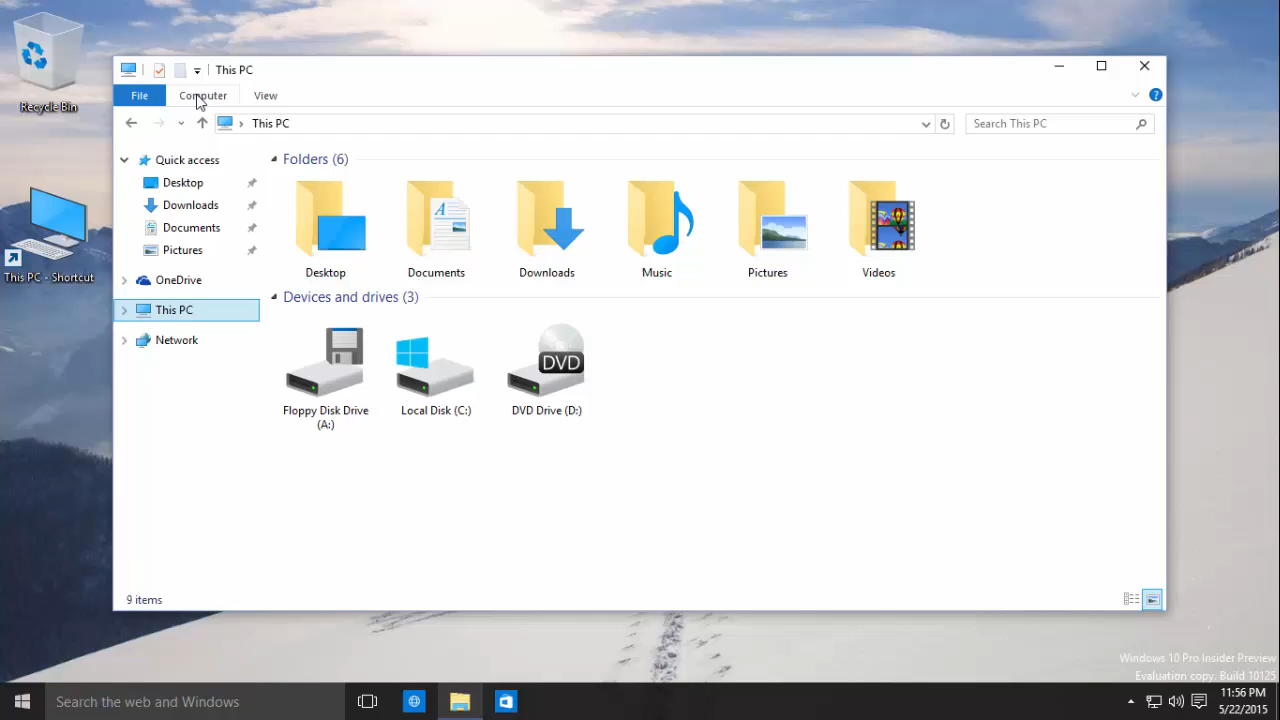 Recycle Bin
This PC - Shortcut
This PC
File
Computer
View
This PC
Search This PC
Quick access
Desktop
Downloads
Documents
Pictures
OneDrive
This PC
Network
Folders (6)
Desktop
Documents
Downloads
Music
Pictures
Videos
Devices and drives (3)
Floppy Disk Drive
(A:)
Local Disk (C:)
DVD
DVD Drive (D:)
9 items
Windows 10 Pro Insider Preview
Evaluation copy. Build 10125
Search the web and Windows
11:56 PM
5/22/2015